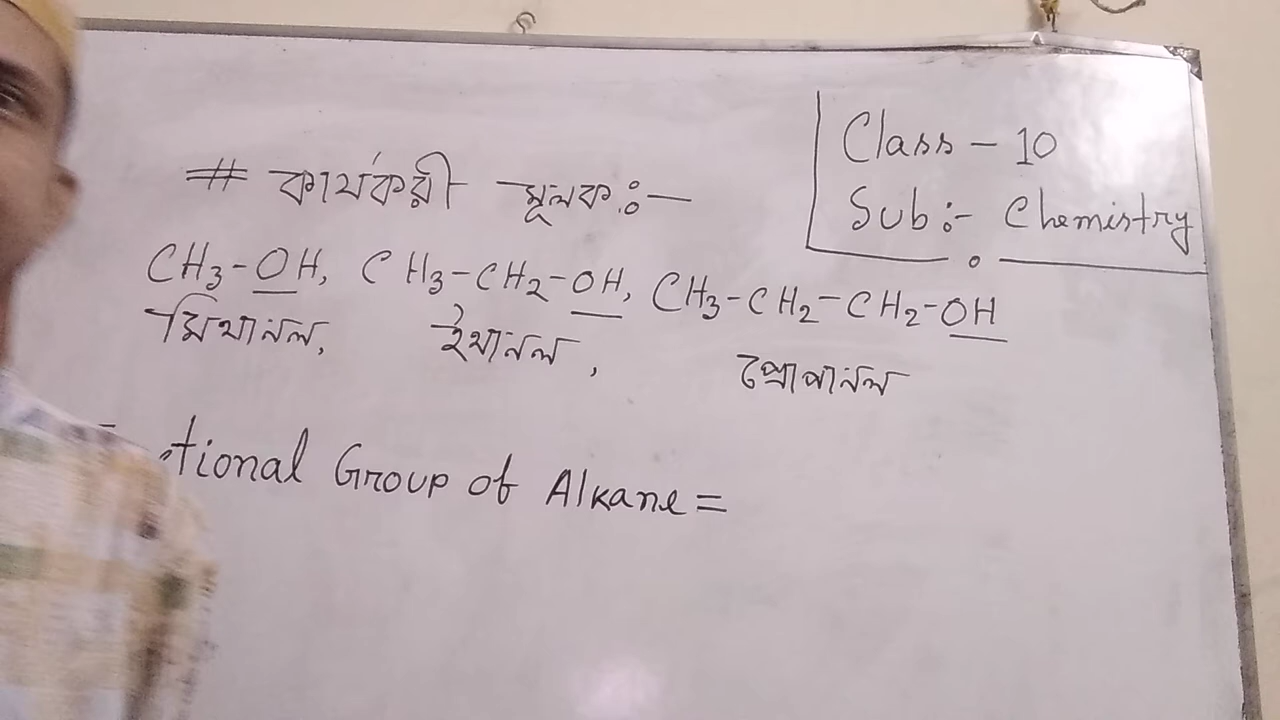 Class - 10
Sub:- Chemistry
# কার্যকরী মূলক:-
CH3-OH, CH3-CH2-OH, CH3-CH2-CH2-OH
মিথানল, ইথানল, প্রোপানল
tional Group of Alkane=